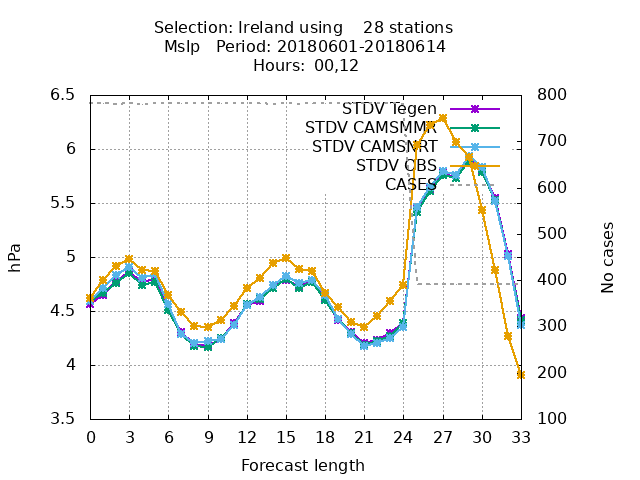 Selection: Ireland using    28 stations
Mslp   Period: 20180601-20180614
Hours:  00,12
STDV Tegen
STDV CAMSMMR
STDV CAMSNRT
STDV OBS
CASES
hPa
6.5
6
5.5
5
4.5
4
3.5
No cases
800
700
600
500
400
300
200
100
0 3 6 9 12 15 18 21 24 27 30 33
Forecast length